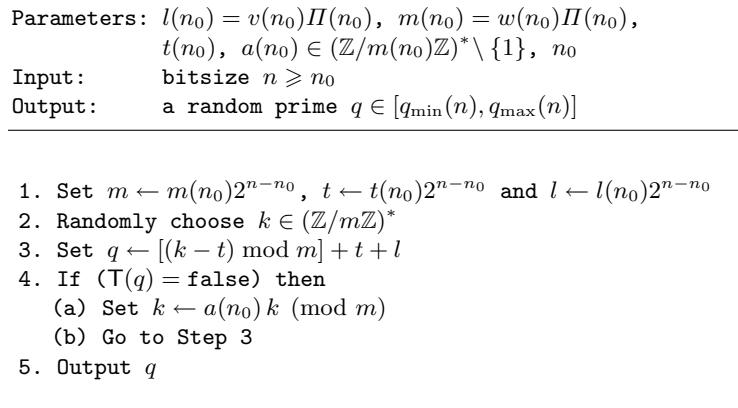 Parameters: l(n₀) = v(n₀)Π(n₀), m(n₀) = w(n₀)Π(n₀),
t(n₀), a(n₀) ∈ (ℤ/m(n₀)ℤ)* \ {1}, n₀
Input: bitsize n ⩾ n₀
Output: a random prime q ∈ [q_min(n), q_max(n)]
1. Set m ← m(n₀)2^{n−n₀}, t ← t(n₀)2^{n−n₀} and l ← l(n₀)2^{n−n₀}
2. Randomly choose k ∈ (ℤ/mℤ)*
3. Set q ← [(k − t) mod m] + t + l
4. If (T(q) = false) then
(a) Set k ← a(n₀) k (mod m)
(b) Go to Step 3
5. Output q